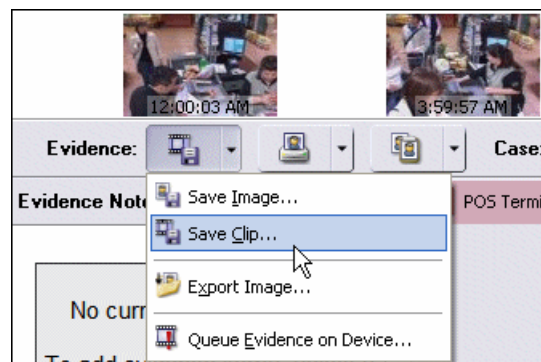 12:00:03 AM
3:59:57 AM
Evidence:
Case:
Evidence Note
POS Termi
Save Image...
Save Clip...
Export Image...
Queue Evidence on Device...
No curr